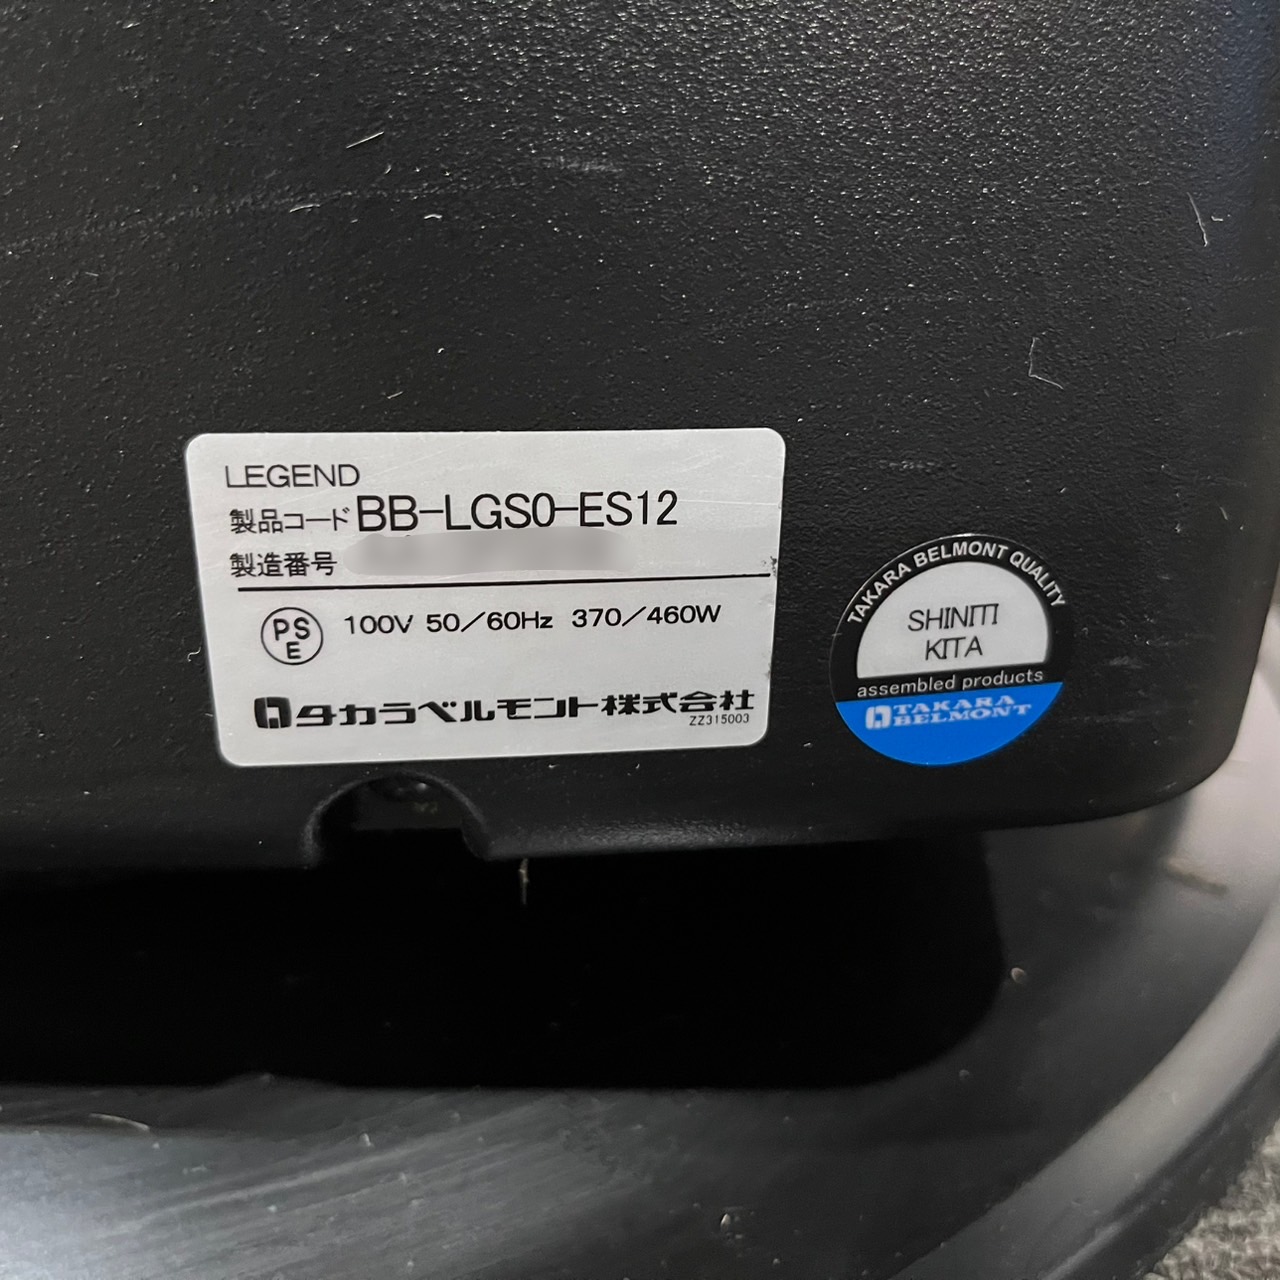 LEGEND
製品コード BB-LGS0-ES12
製造番号
PS E 100V 50/60Hz 370/460W
タカラベルモント株式会社
ZZ315003
TAKARA BELMONT QUALITY
SHINITI
KITA
assembled products
TAKARA
BELMONT